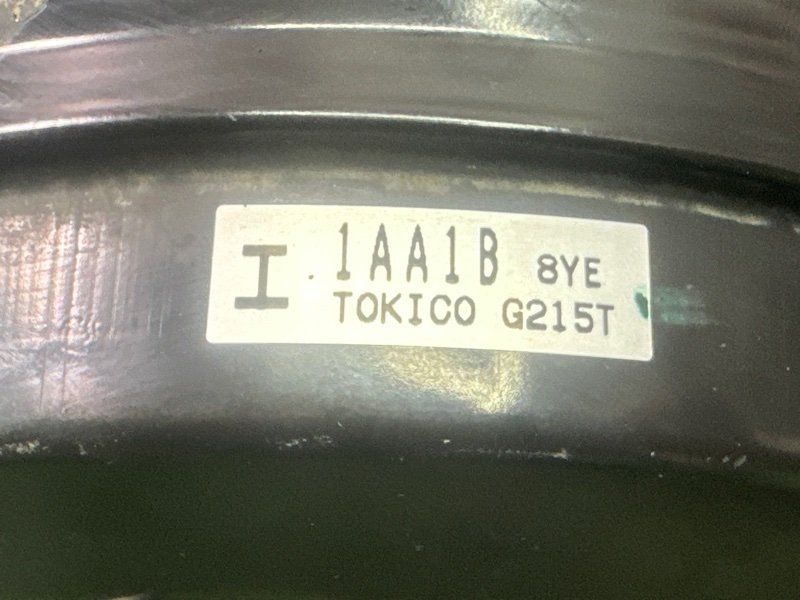 I 1AA1B 8YE
TOKICO G215T